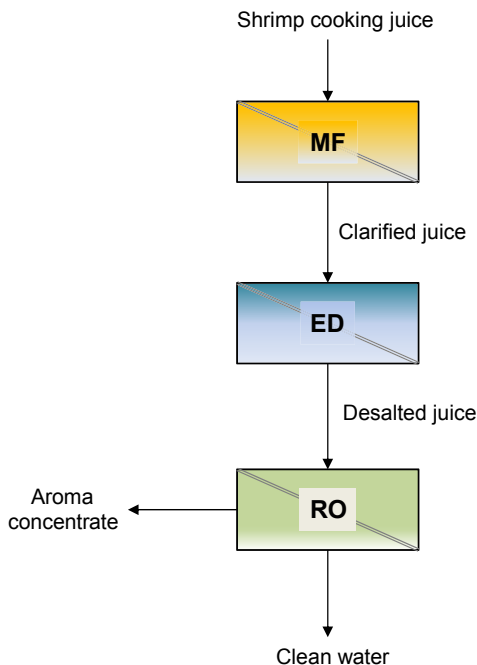 Shrimp cooking juice
MF
Clarified juice
ED
Desalted juice
Aroma
concentrate
RO
Clean water